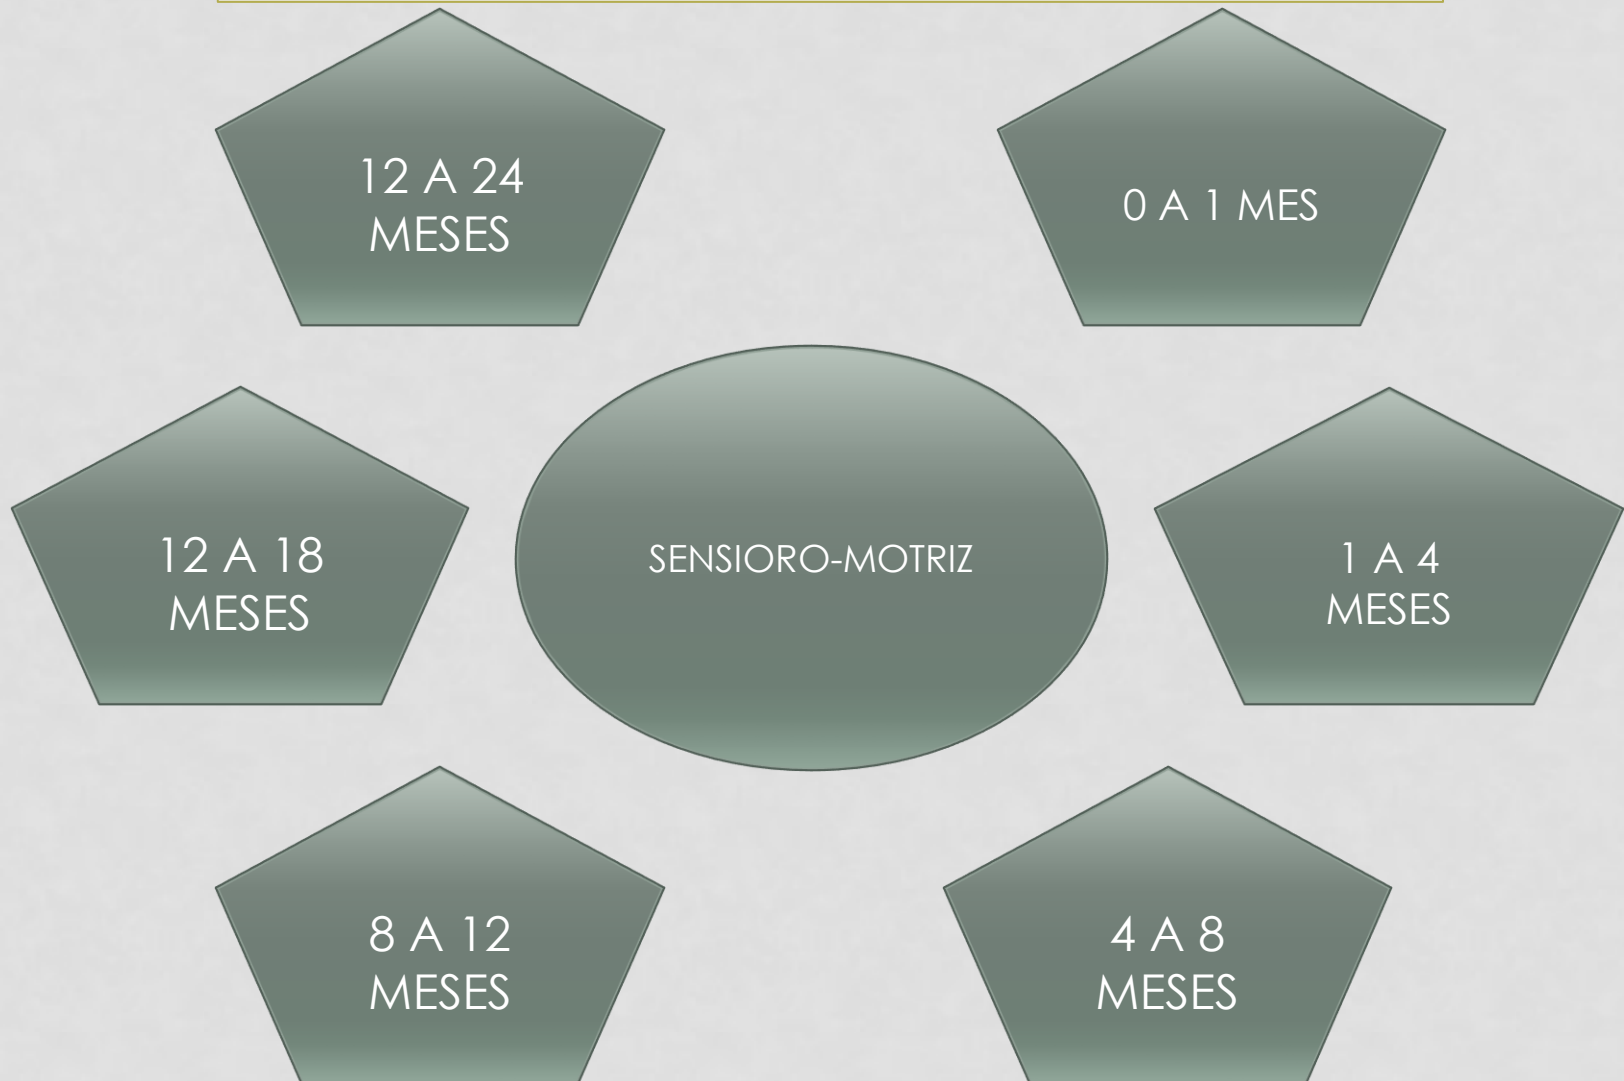 12 A 24
MESES
0 A 1 MES
12 A 18
MESES
SENSIORO-MOTRIZ
1 A 4
MESES
8 A 12
MESES
4 A 8
MESES